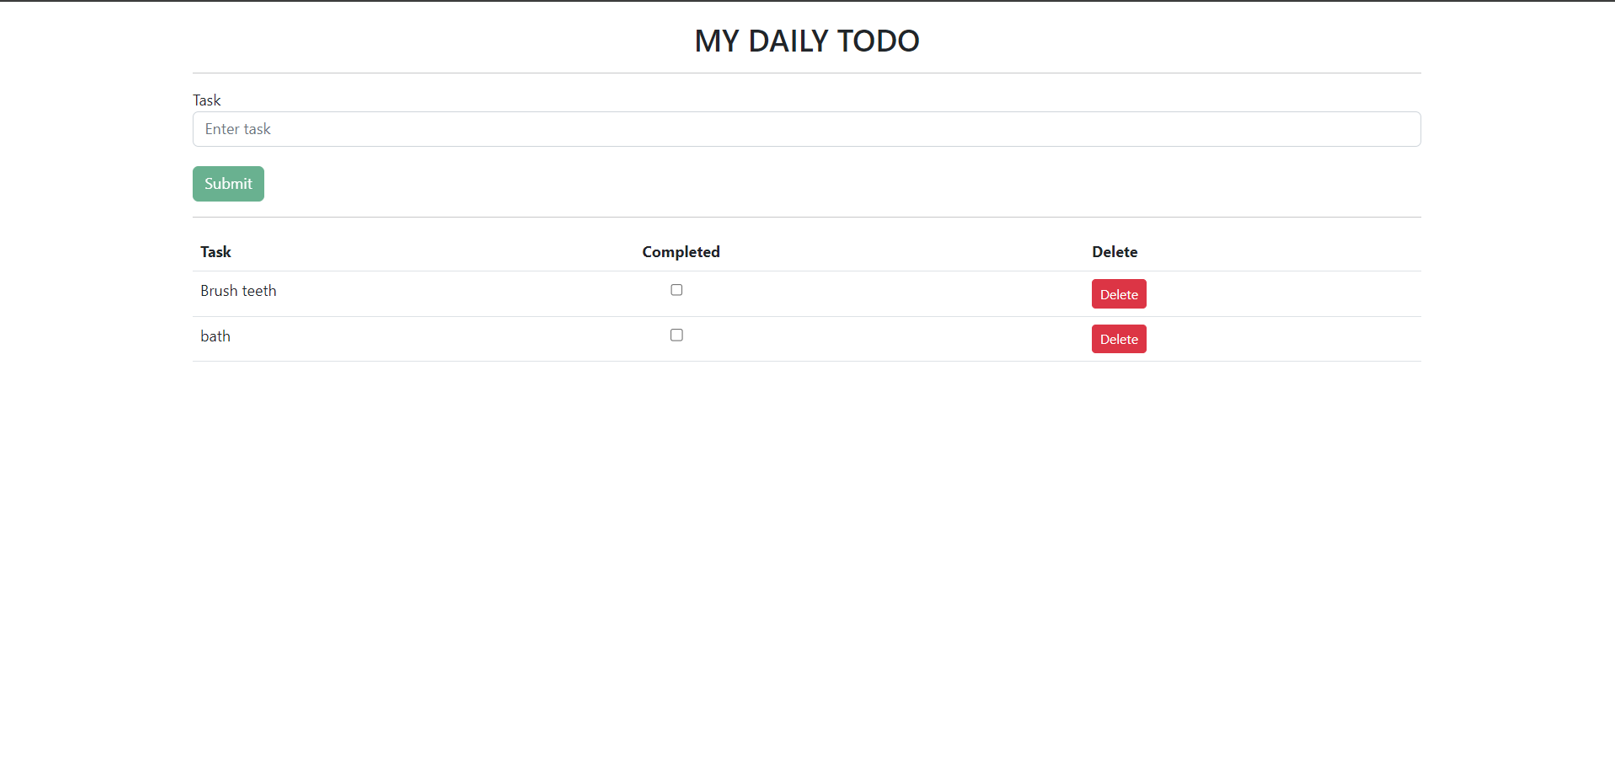 MY DAILY TODO
Task
Enter task
Submit
Task Completed Delete
Brush teeth Delete
bath Delete